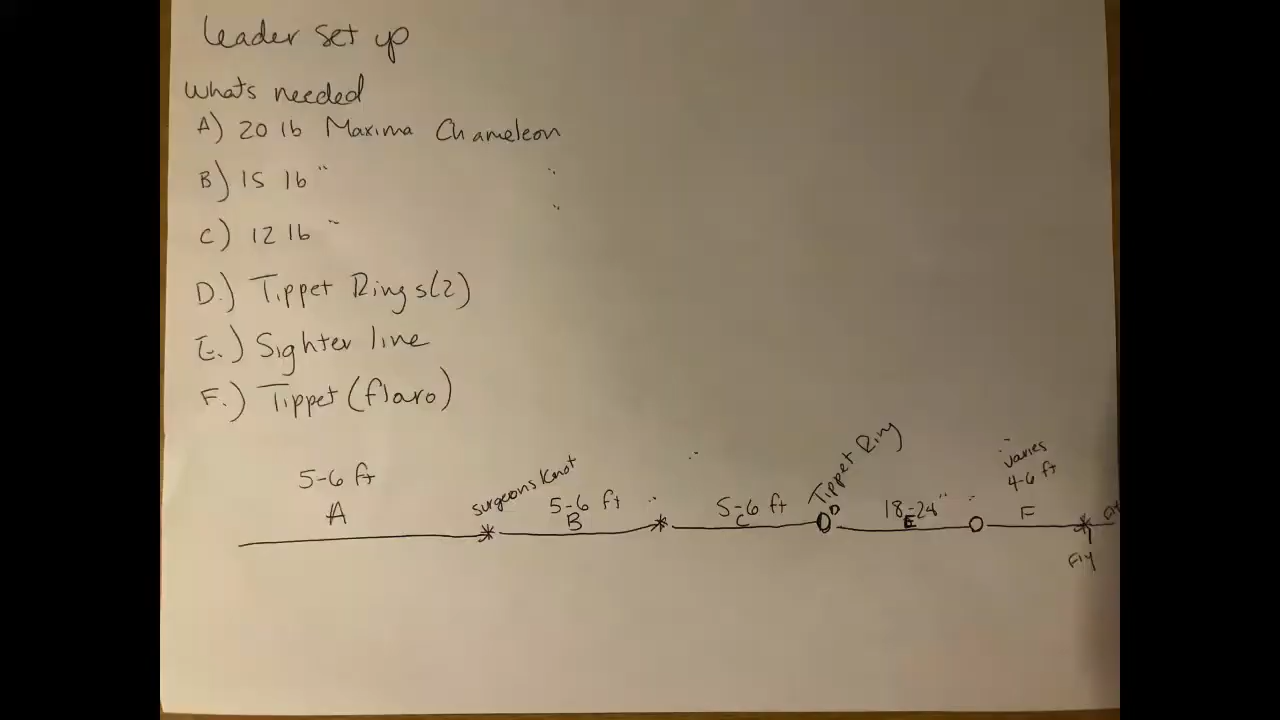 Leader set up
Whats needed
A) 20 lb Maxima Chameleon
B) 15 lb " "
C) 12 lb " "
D.) Tippet Rings(2)
E.) Sighter line
F.) Tippet (flaro)
5-6 ft
A
surgeons Knot
5-6 ft
B
"
"
5-6 ft
C
Tippet Ring
D
18-24"
E
"
varies
4-6 ft
F
Fly